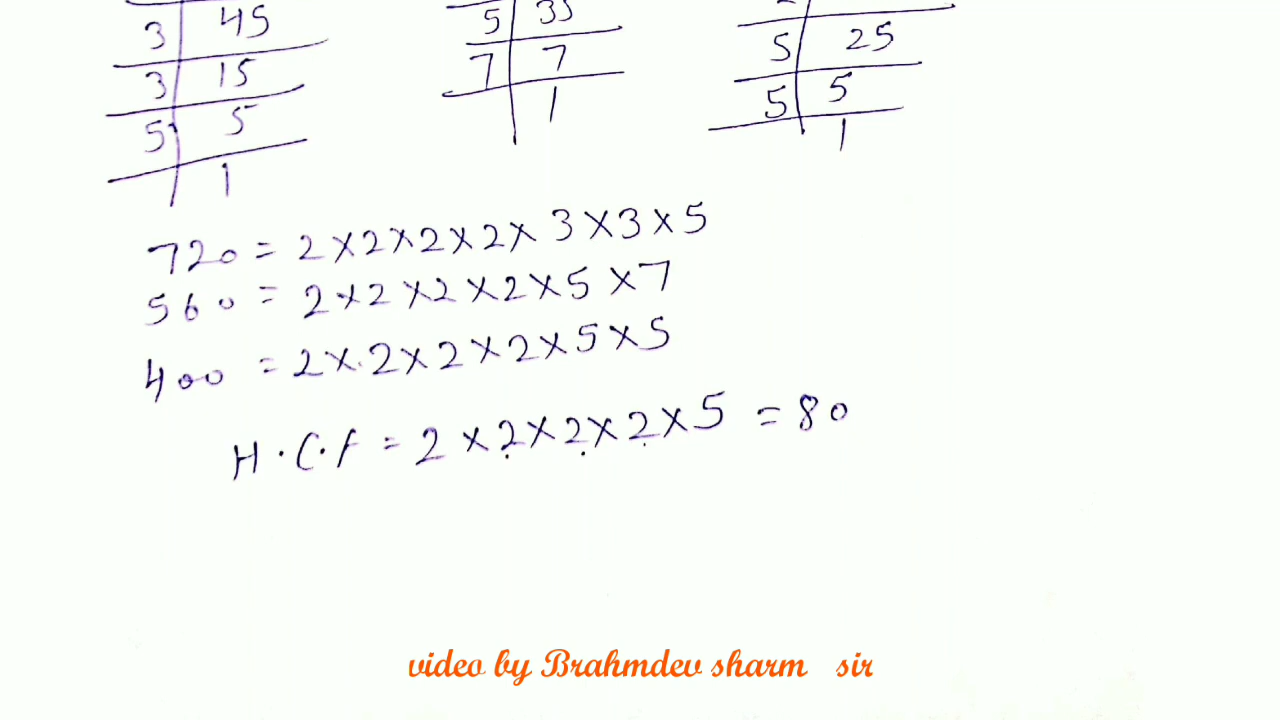 3 45
3 15
5 5
1
5 35
7 7
1
5 25
5 5
1
720 = 2×2×2×2×3×3×5
560 = 2×2×2×2×5×7
400 = 2×2×2×2×5×5
H.C.F = 2×2×2×2×5 = 80
video by Brahmdev sharm sir